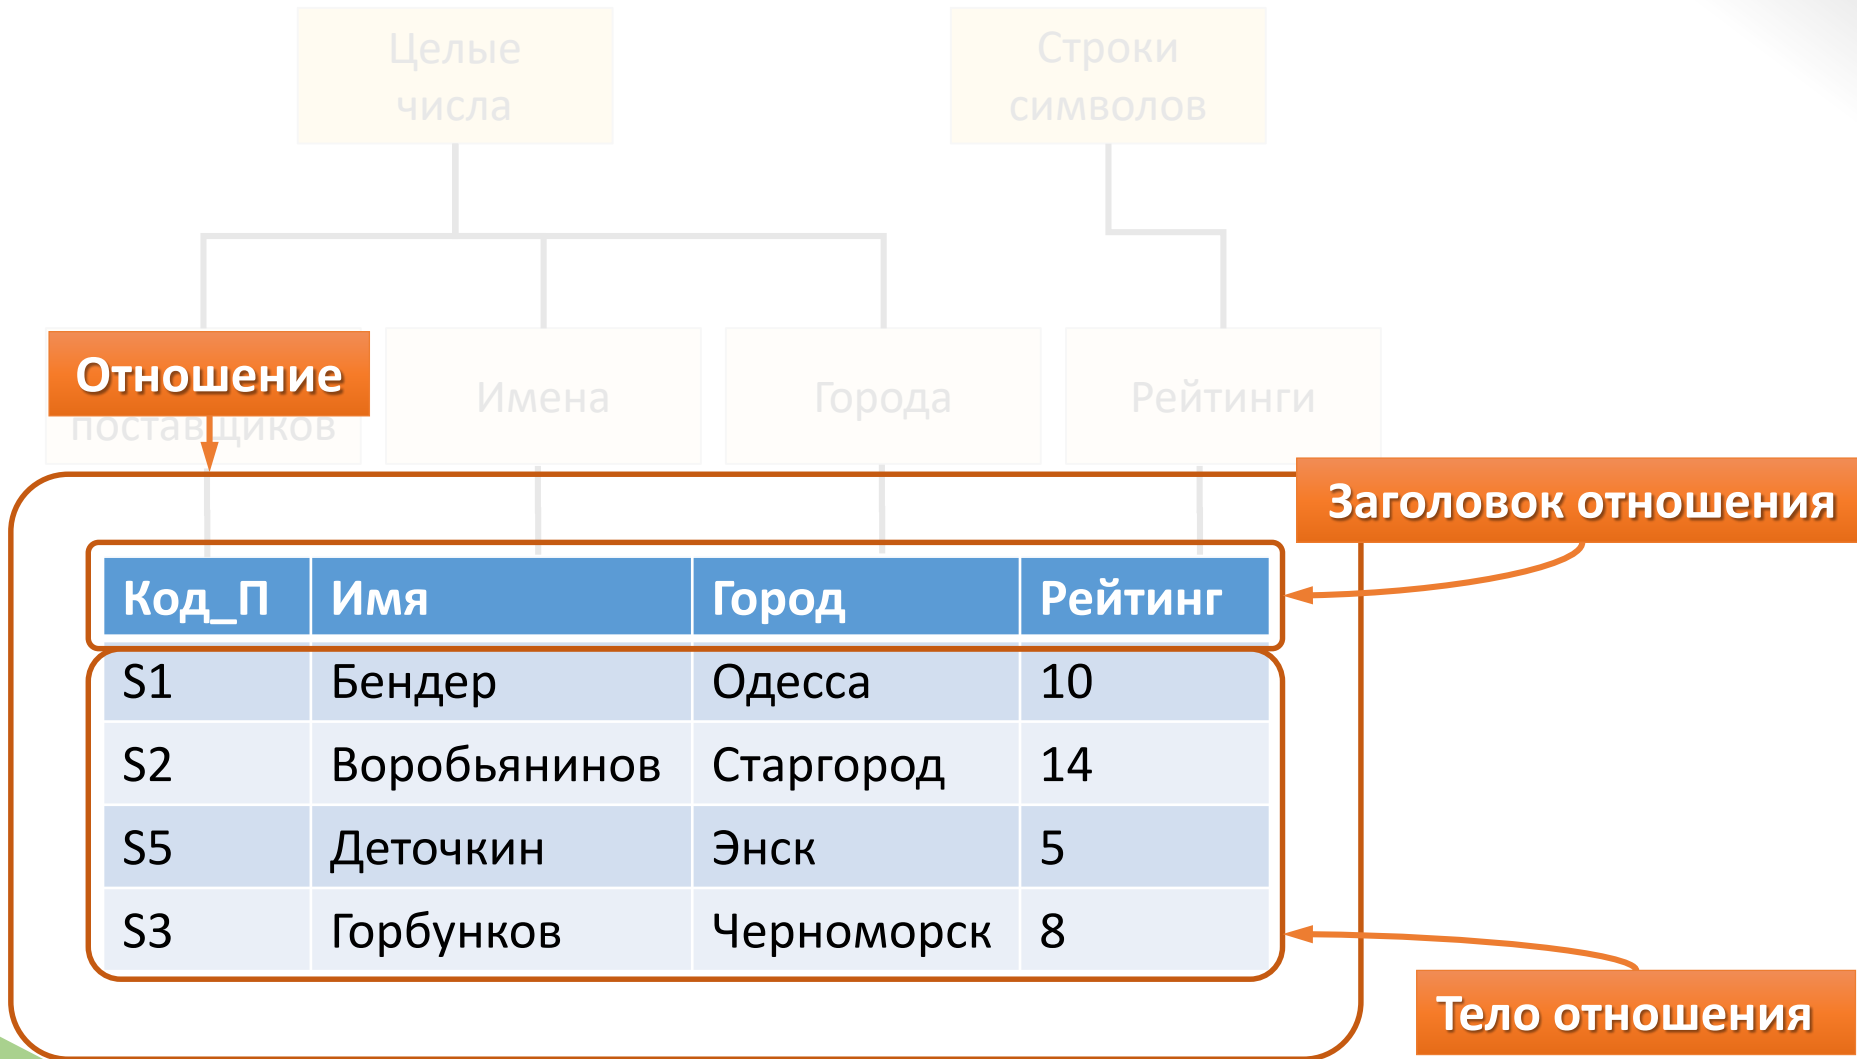 Целые
числа
Строки
символов
Отношение
поставщиков
Имена
Города
Рейтинги
Заголовок отношения
Код_П Имя Город Рейтинг
S1 Бендер Одесса 10
S2 Воробьянинов Старгород 14
S5 Деточкин Энск 5
S3 Горбунков Черноморск 8
Тело отношения